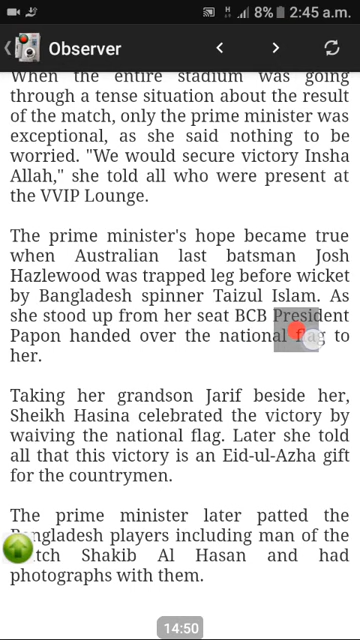 H 8% 2:45 a.m.
Observer
When the entire stadium was going
through a tense situation about the result
of the match, only the prime minister was
exceptional, as she said nothing to be
worried. "We would secure victory Insha
Allah," she told all who were present at
the VVIP Lounge.
The prime minister's hope became true
when Australian last batsman Josh
Hazlewood was trapped leg before wicket
by Bangladesh spinner Taizul Islam. As
she stood up from her seat BCB President
Papon handed over the national flag to
her.
Taking her grandson Jarif beside her,
Sheikh Hasina celebrated the victory by
waiving the national flag. Later she told
all that this victory is an Eid-ul-Azha gift
for the countrymen.
The prime minister later patted the
Bangladesh players including man of the
match Shakib Al Hasan and had
photographs with them.
14:50